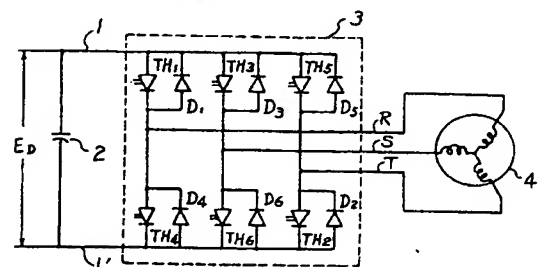 1
3
TH1 TH3 TH5
D1 D3 D5
ED
2
R
S
T
4
D4 D6 D2
TH4 TH6 TH2
1'